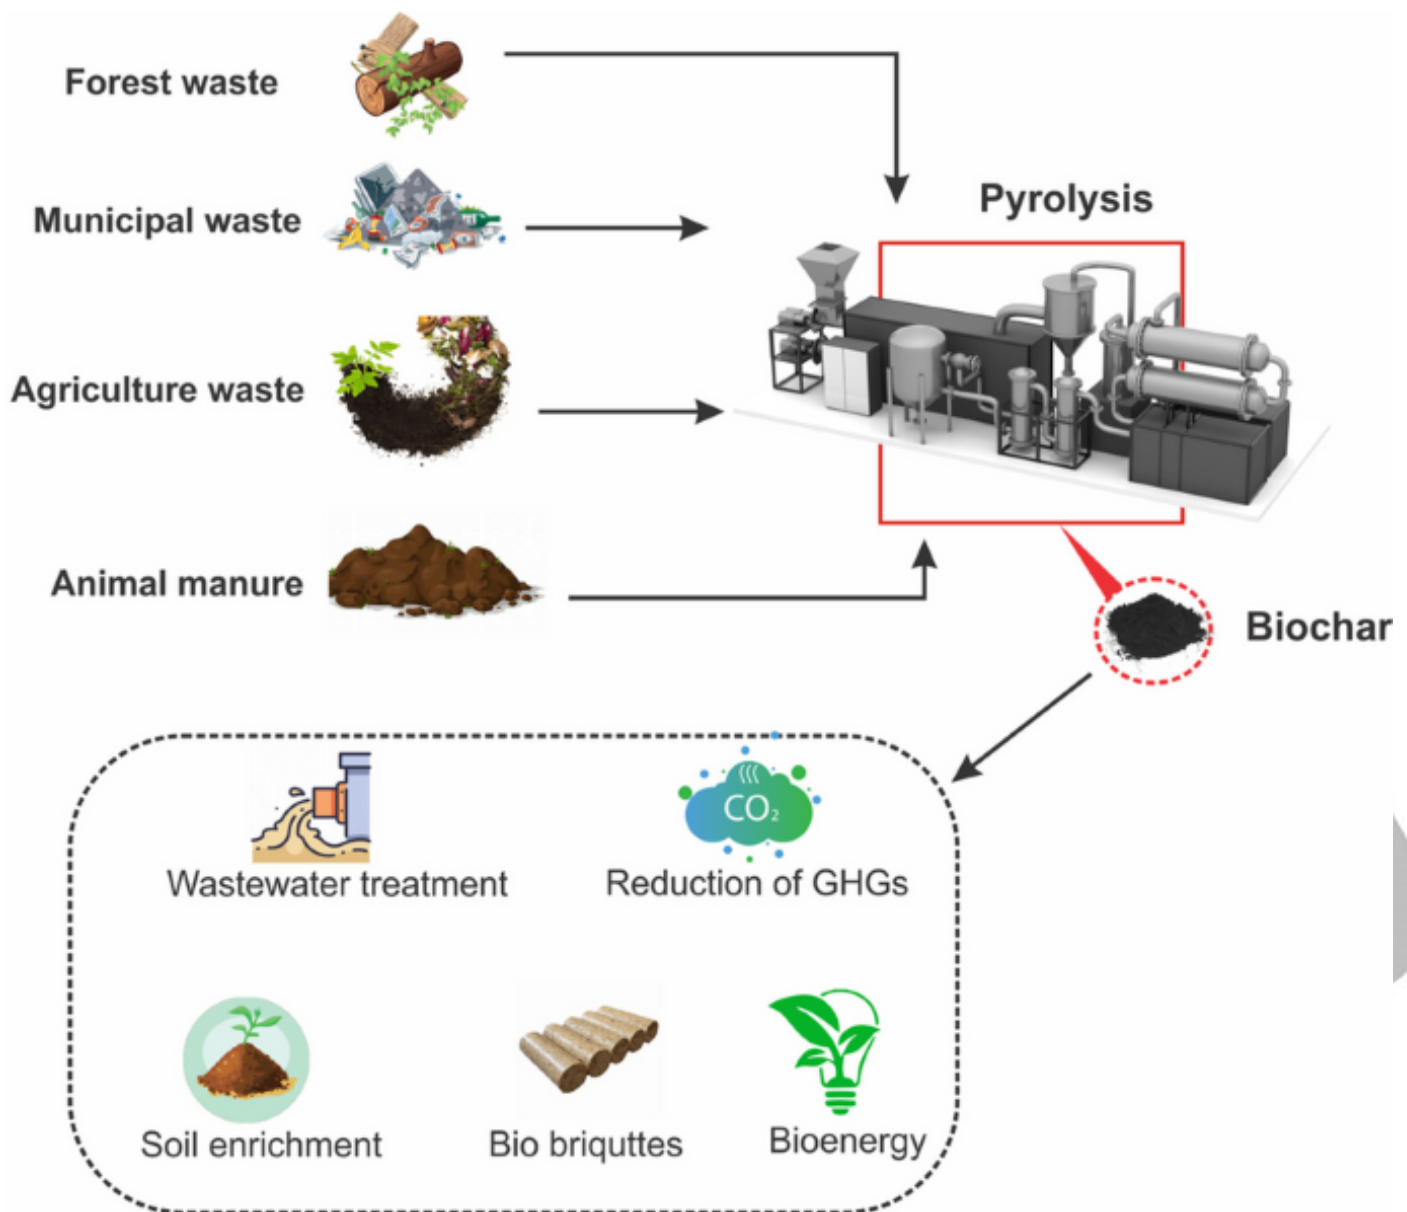 Forest waste
Municipal waste
Pyrolysis
Agriculture waste
Animal manure
Biochar
CO₂
Wastewater treatment
Reduction of GHGs
Soil enrichment
Bio briquttes
Bioenergy